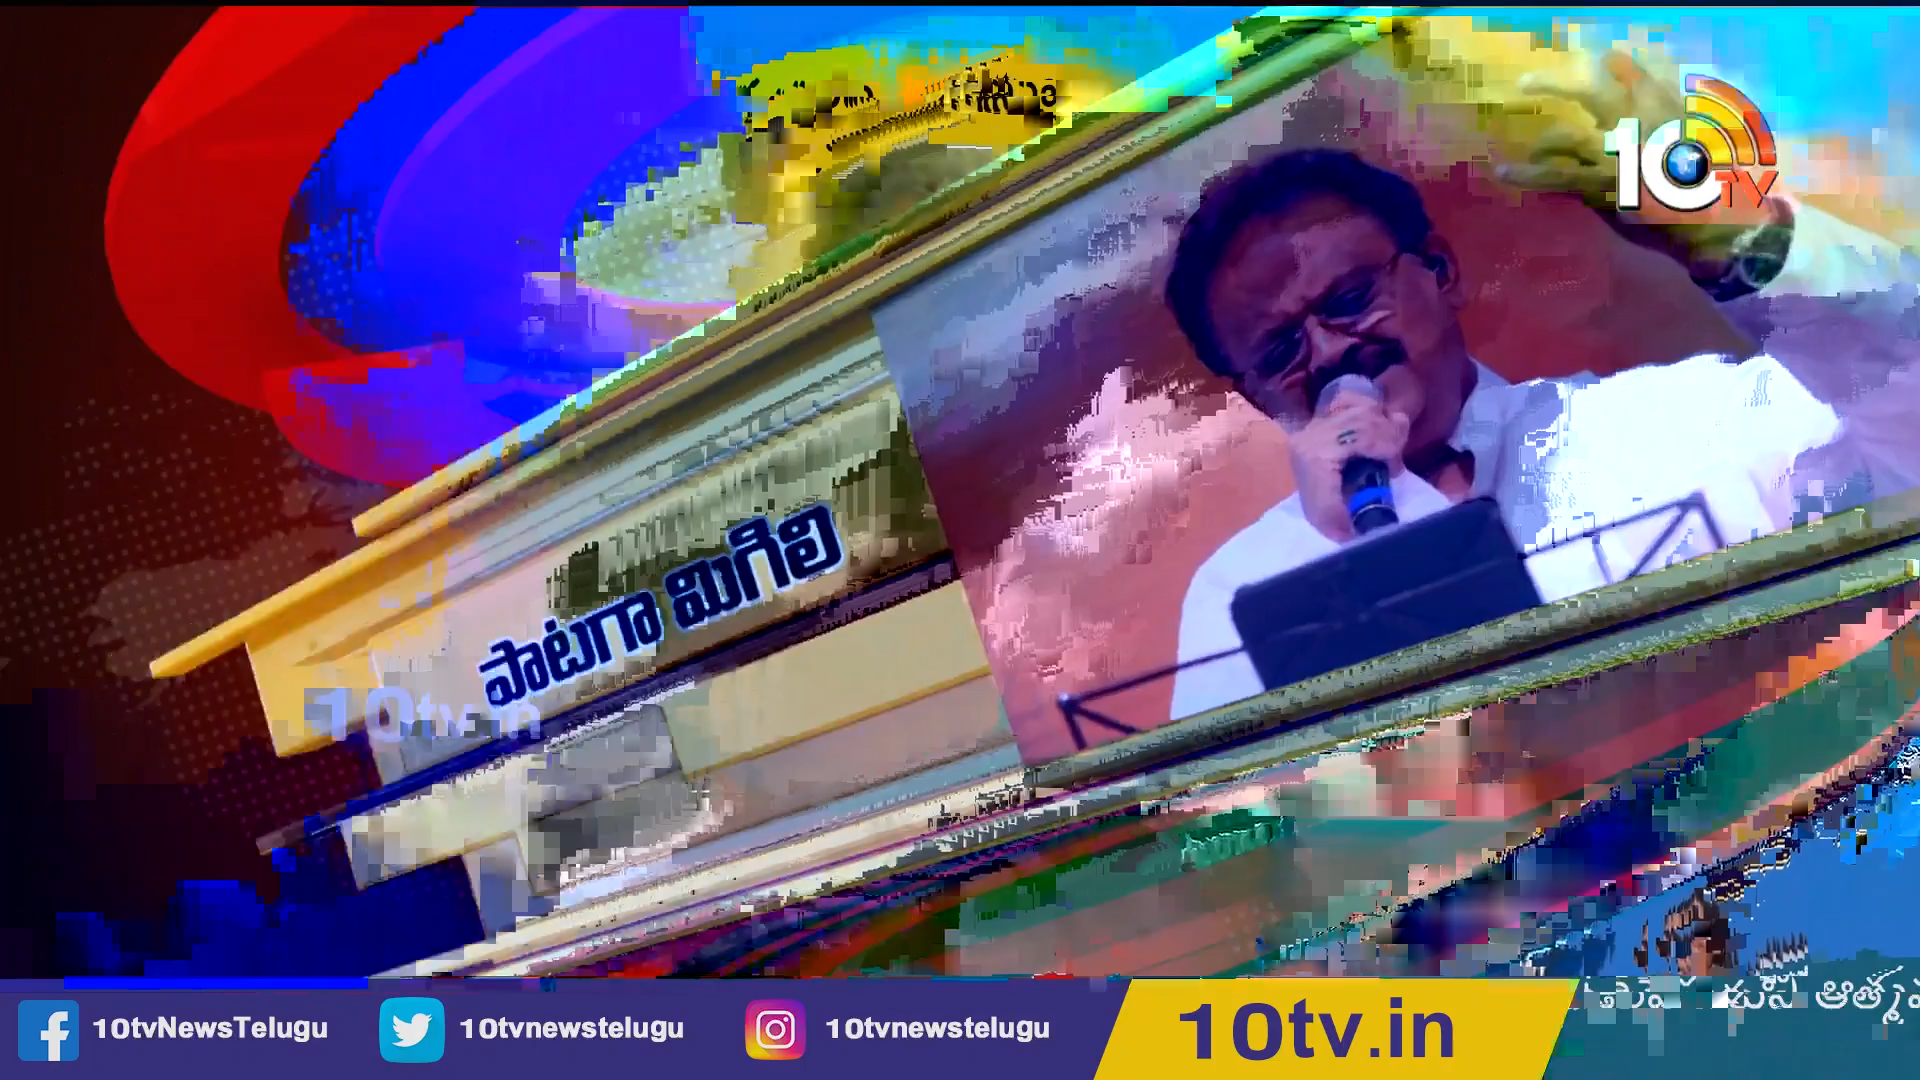 10TV
పాటగా మిగిలి
10tv.in
10tvNewsTelugu
10tvnewstelugu
10tvnewstelugu
10tv.in